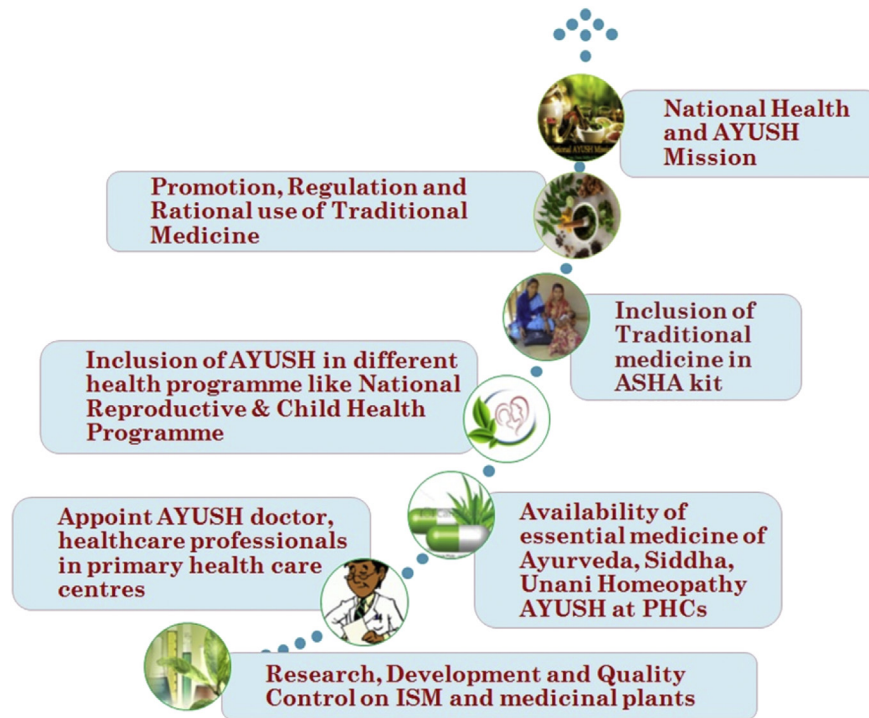 National Health
and AYUSH
Mission
National AYUSH Mission
Promotion, Regulation and
Rational use of Traditional
Medicine
Inclusion of
Traditional
medicine in
ASHA kit
Inclusion of AYUSH in different
health programme like National
Reproductive & Child Health
Programme
Availability of
essential medicine of
Ayurveda, Siddha,
Unani Homeopathy
AYUSH at PHCs
Appoint AYUSH doctor,
healthcare professionals
in primary health care
centres
Research, Development and Quality
Control on ISM and medicinal plants